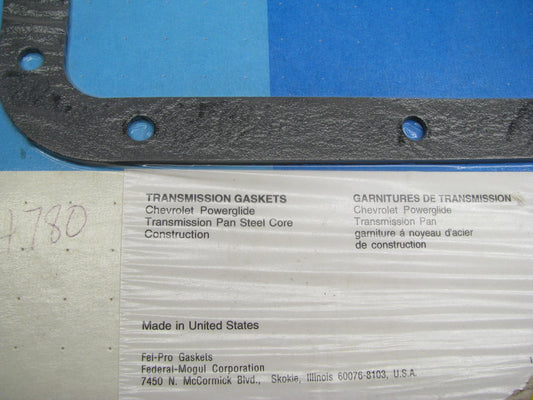 4780
TRANSMISSION GASKETS
Chevrolet Powerglide
Transmission Pan Steel Core
Construction
GARNITURES DE TRANSMISSION
Chevrolet Powerglide
Transmission Pan
garniture á noyeau d'acier
de construction
Made in United States
Fel-Pro Gaskets
Federal-Mogul Corporation
7450 N. McCormick Blvd., Skokie, Illinois 60076-8103, U.S.A.